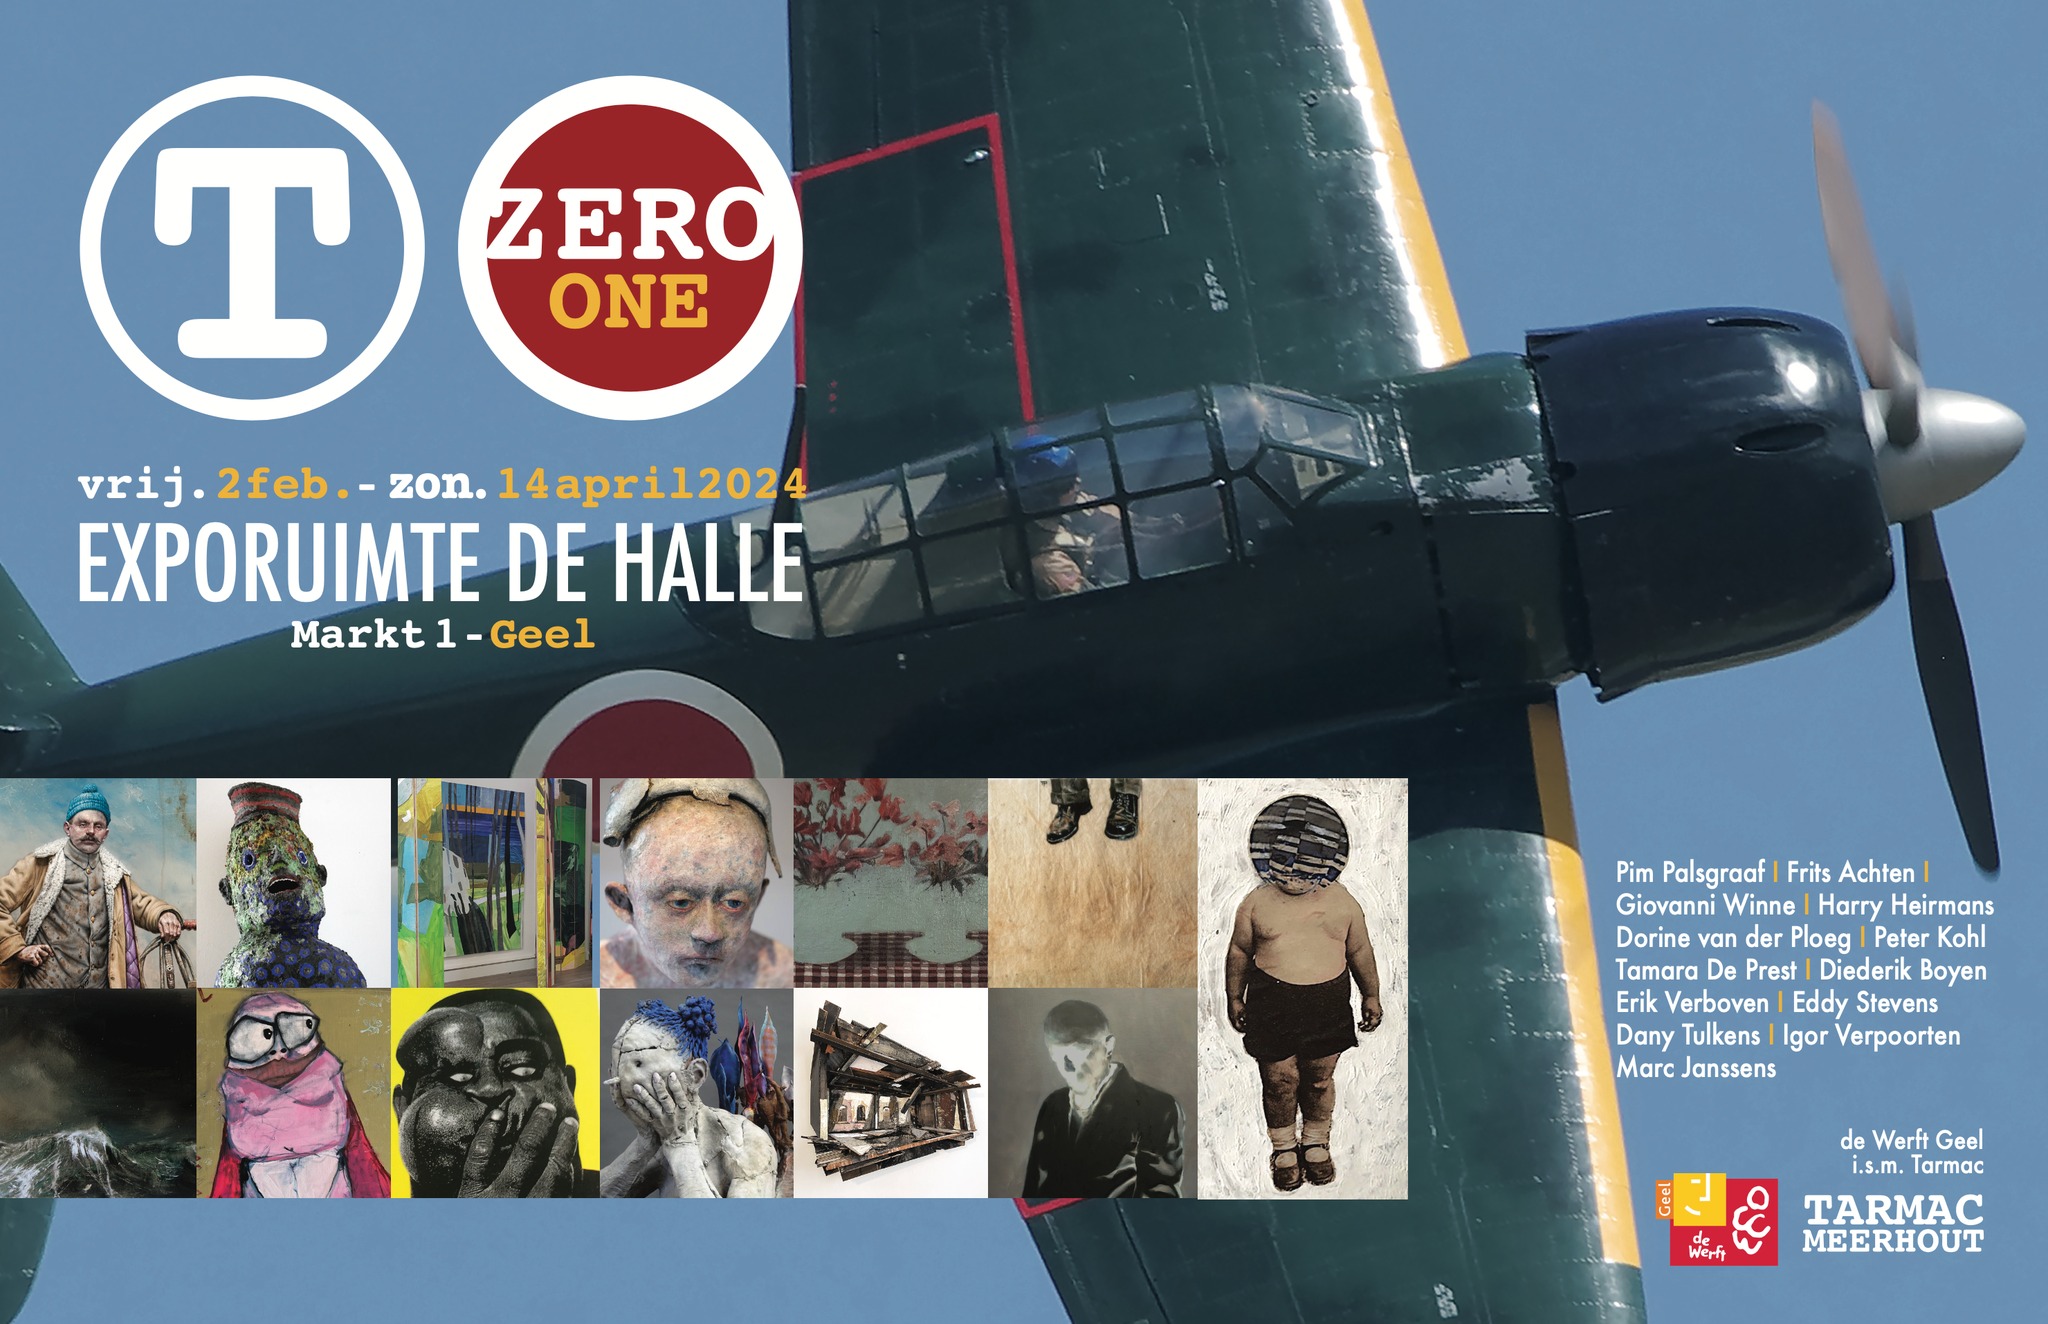 T
ZERO
ONE
vrij. 2feb. - zon. 14april2024
EXPORUIMTE DE HALLE
Markt 1 - Geel
Pim Palsgraaf I Frits Achten I
Giovanni Winne I Harry Heirmans
Dorine van der Ploeg I Peter Kohl
Tamara De Prest I Diederik Boyen
Erik Verboven I Eddy Stevens
Dany Tulkens I Igor Verpoorten
Marc Janssens
de Werft Geel
i.s.m. Tarmac
Geel
de
Werft
TARMAC
MEERHOUT